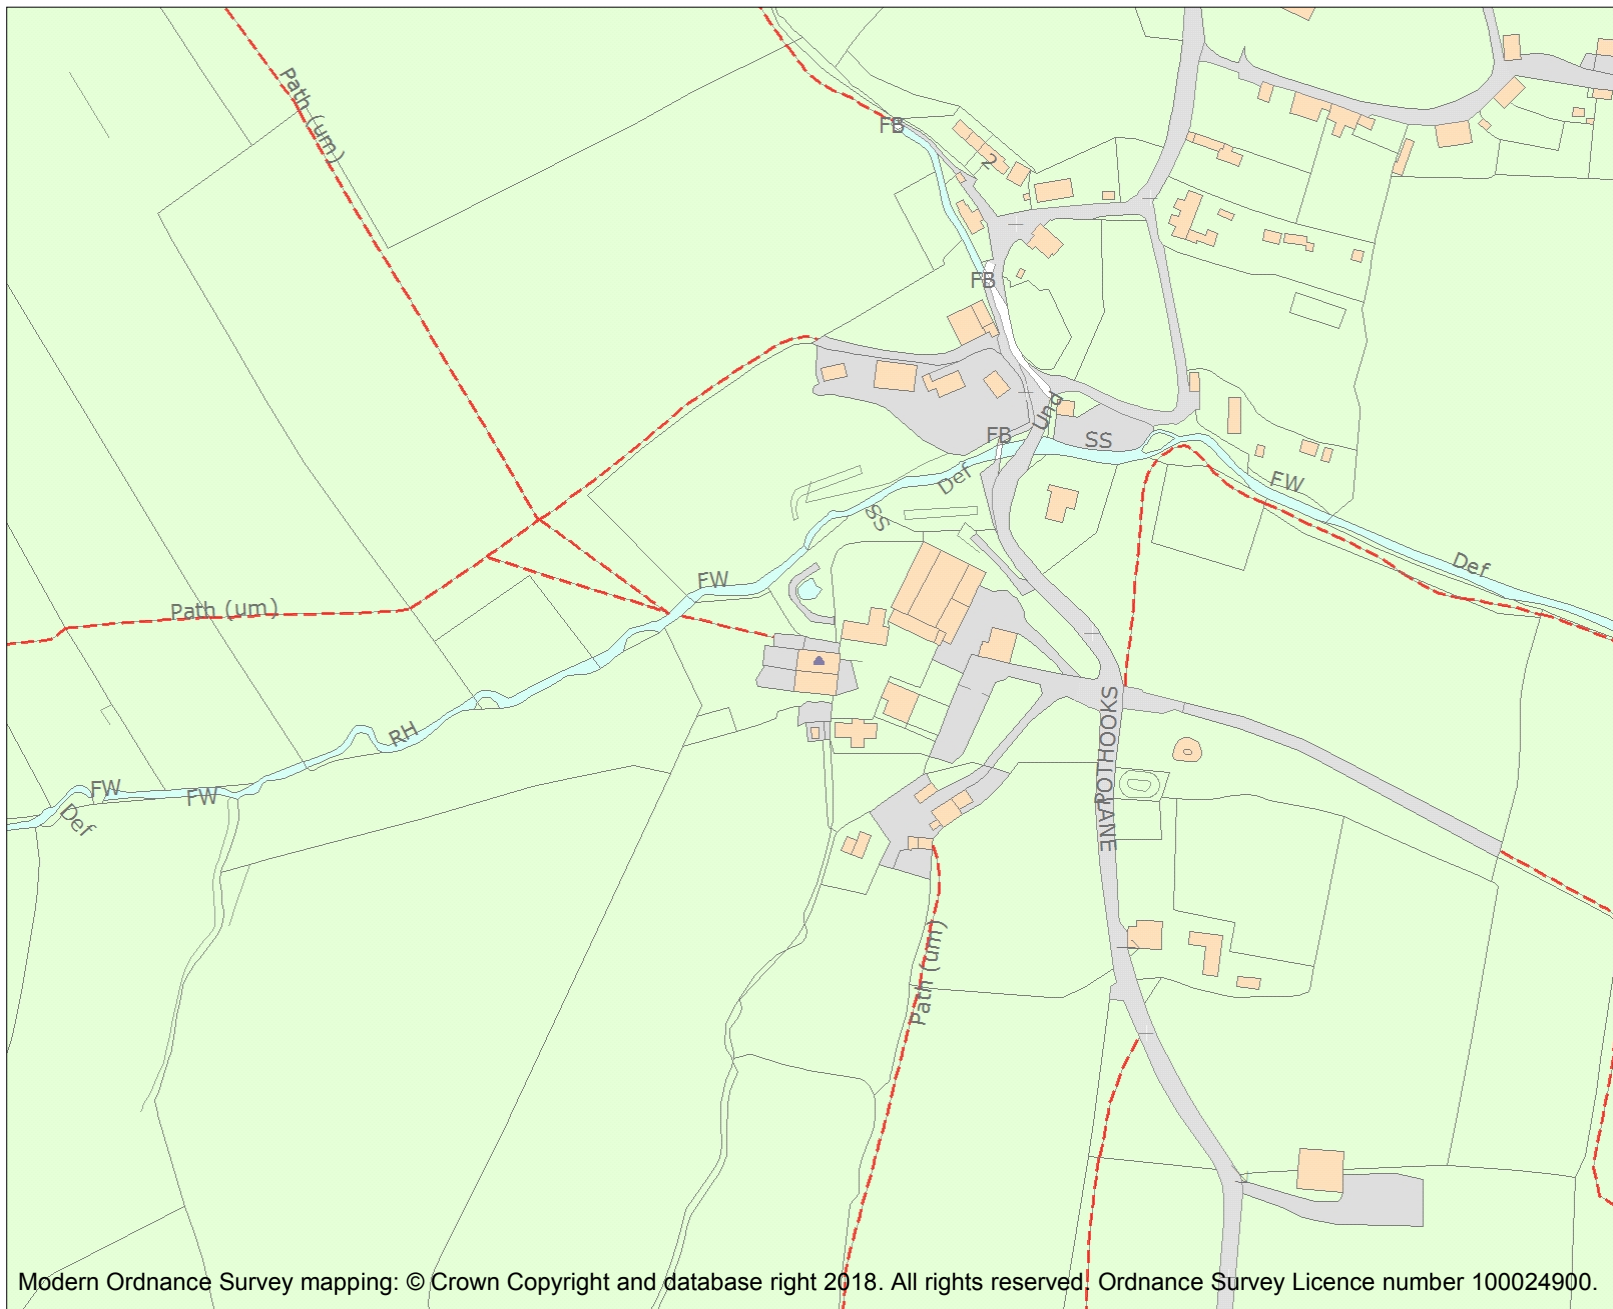 Path (um)
FB
2
FB
Und
FB
SS
Def
FW
SS
Def
FW
Path (um)
POTHOOKS
LANE
RH
FW
FW
Def
Path (um)
Modern Ordnance Survey mapping: © Crown Copyright and database right 2018. All rights reserved. Ordnance Survey Licence number 100024900.